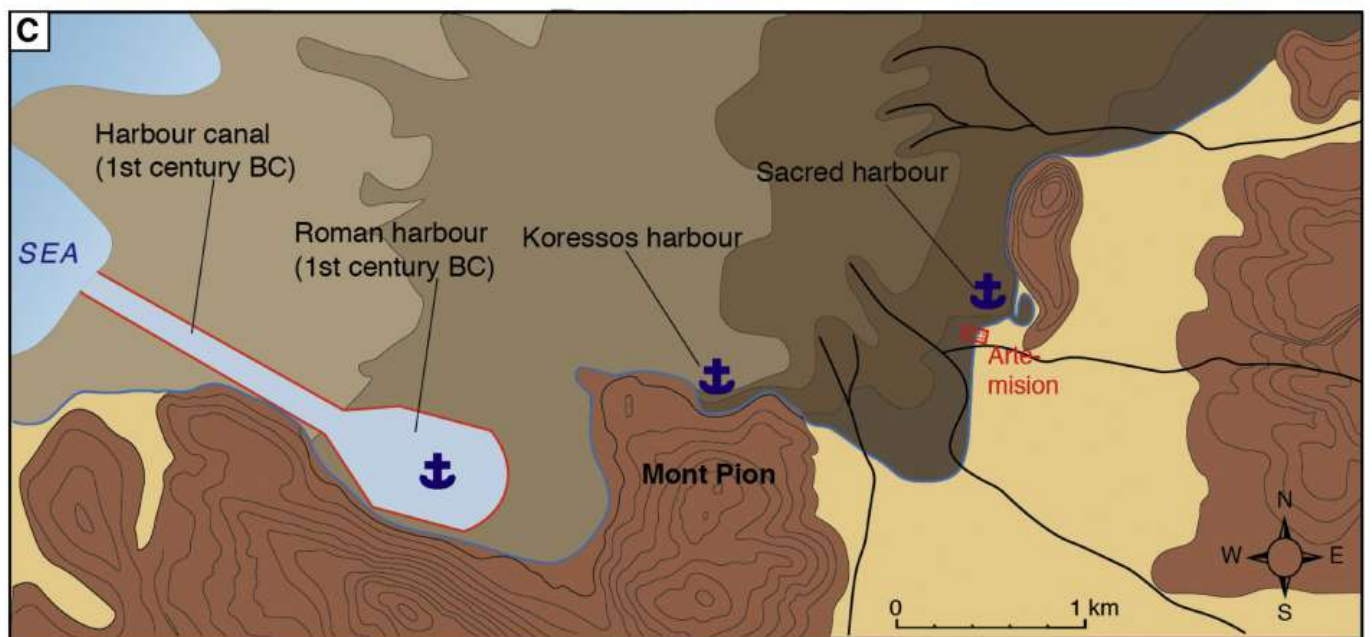 C
Harbour canal
(1st century BC)
Sacred harbour
SEA
Roman harbour
(1st century BC)
Koressos harbour
Arte-
mision
Mont Pion
N
W
E
S
0
1 km